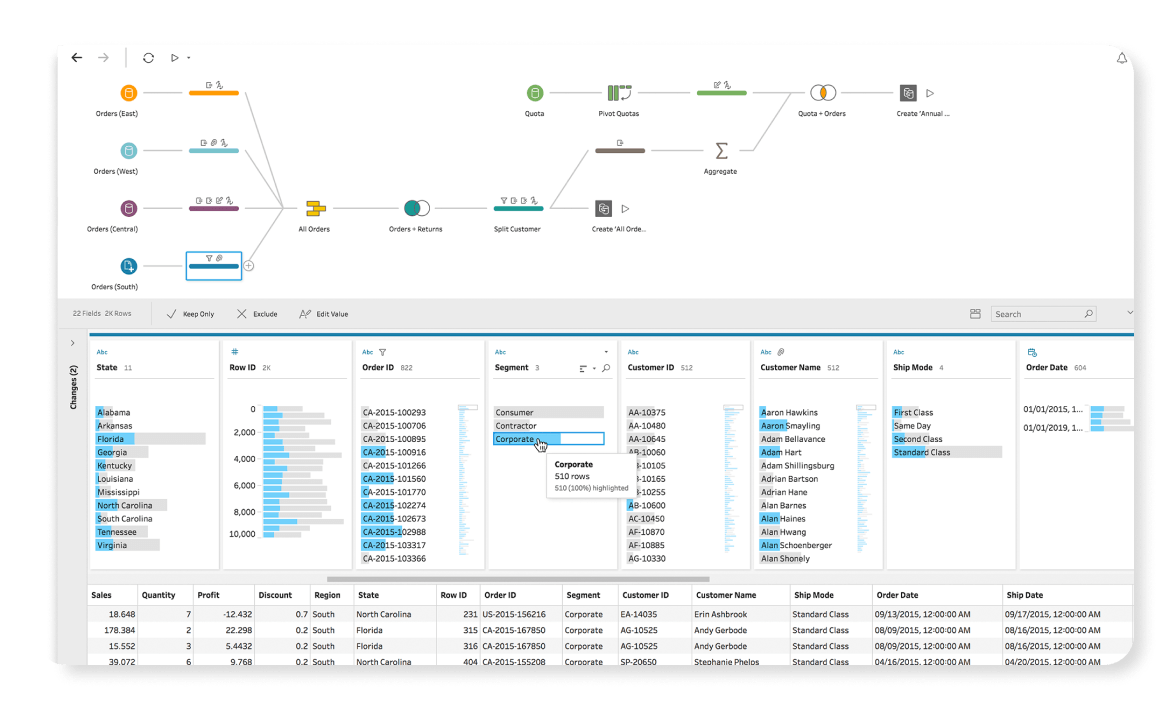 Orders (East)
Quota
Pivot Quotas
Quota + Orders
Create 'Annual ...
Orders (West)
Aggregate
Orders (Central)
All Orders
Orders + Returns
Split Customer
Create 'All Orde...
Orders (South)
22 Fields 2K Rows
Keep Only
Exclude
Edit Value
Search
Changes (2)
Abc
State 11
Alabama
Arkansas
Florida
Georgia
Kentucky
Louisiana
Mississippi
North Carolina
South Carolina
Tennessee
Virginia
#
Row ID 2K
0
2,000
4,000
6,000
8,000
10,000
Abc
Order ID 822
CA-2015-100293
CA-2015-100706
CA-2015-100895
CA-2015-100916
CA-2015-101266
CA-2015-101560
CA-2015-101770
CA-2015-102274
CA-2015-102673
CA-2015-102988
CA-2015-103317
CA-2015-103366
Abc
Segment 3
Consumer
Contractor
Corporate
Corporate
510 rows
510 (100%) highlighted
Abc
Customer ID 512
AA-10375
AA-10480
AA-10645
AB-10060
-10105
-10165
-10255
AB-10600
AC-10450
AF-10870
AF-10885
AG-10330
Abc
Customer Name 512
Aaron Hawkins
Aaron Smayling
Adam Bellavance
Adam Hart
Adam Shillingsburg
Adrian Bartson
Adrian Hane
Alan Barnes
Alan Haines
Alan Hwang
Alan Schoenberger
Alan Shonely
Abc
Ship Mode 4
First Class
Same Day
Second Class
Standard Class
Order Date 604
01/01/2015, 1...
01/01/2019, 1...
Sales Quantity Profit Discount Region State Row ID Order ID Segment Customer ID Customer Name Ship Mode Order Date Ship Date
18.648 7 -12.432 0.7 South North Carolina 231 US-2015-156216 Corporate EA-14035 Erin Ashbrook Standard Class 09/13/2015, 12:00:00 AM 09/17/2015, 12:00:00 AM
178.384 2 22.298 0.2 South Florida 315 CA-2015-167850 Corporate AG-10525 Andy Gerbode Standard Class 08/09/2015, 12:00:00 AM 08/16/2015, 12:00:00 AM
15.552 3 5.4432 0.2 South Florida 316 CA-2015-167850 Corporate AG-10525 Andy Gerbode Standard Class 08/09/2015, 12:00:00 AM 08/16/2015, 12:00:00 AM
39.072 6 9.768 0.2 South North Carolina 404 CA-2015-155208 Corporate SP-20650 Stephanie Phelps Standard Class 04/16/2015, 12:00:00 AM 04/20/2015, 12:00:00 AM